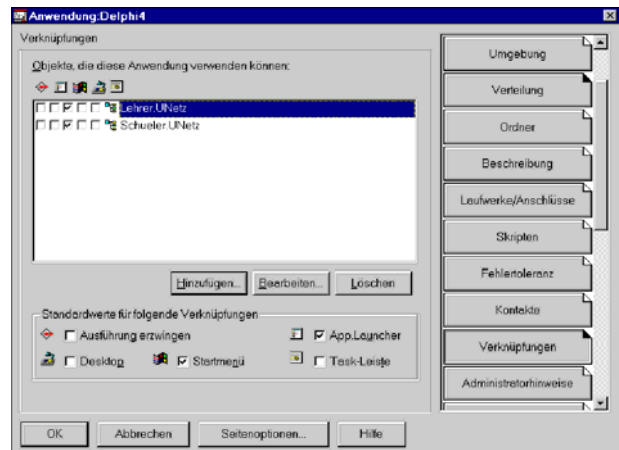 Anwendung:Delphi4
Verknüpfungen
Objekte, die diese Anwendung verwenden können:
Lehrer.UNetz
Schueler.UNetz
Hinzufügen...
Bearbeiten...
Löschen
Standardwerte für folgende Verknüpfungen
Ausführung erzwingen
App.Launcher
Desktop
Startmenü
Task-Leiste
Umgebung
Verteilung
Ordner
Beschreibung
Laufwerke/Anschlüsse
Skripten
Fehlertoleranz
Kontakte
Verknüpfungen
Administratorhinweise
OK
Abbrechen
Seitenoptionen...
Hilfe